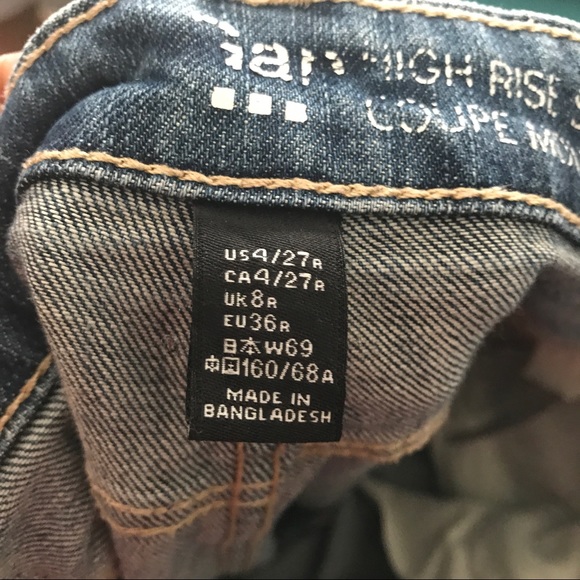 HIGH RISE
COUPE
US4/27R
CA4/27R
UK8R
EU36R
日本W69
中国160/68A
MADE IN
BANGLADESH